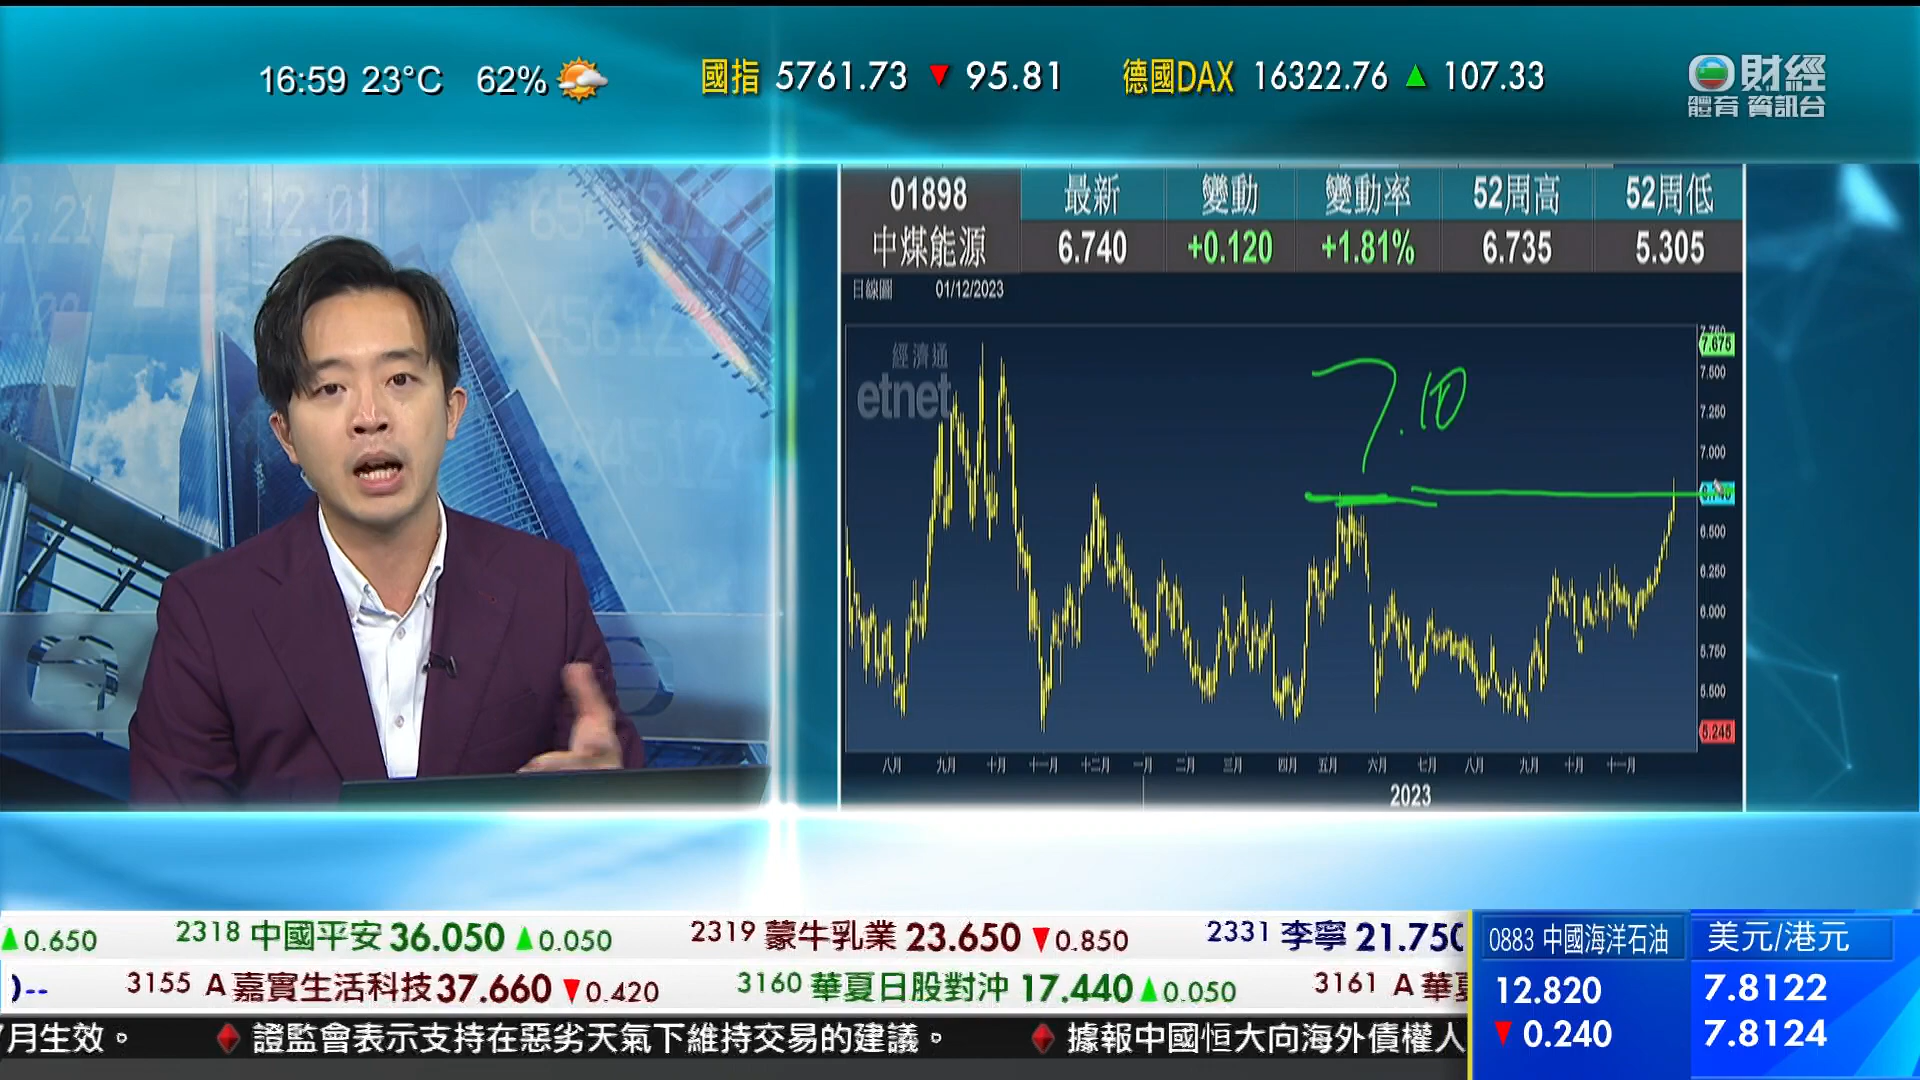 16:59 23°C 62%
國指 5761.73 ▼ 95.81
德國DAX 16322.76 ▲ 107.33
財經
體育 資訊台
01898 最新 變動 變動率 52周高 52周低
中煤能源 6.740 +0.120 +1.81% 6.735 5.305
日線圖 01/12/2023
經濟通
etnet
7.10
7.675
7.500
7.250
7.000
6.500
6.250
6.000
5.750
5.500
5.245
八月 九月 十月 十一月 十二月 一月 二月 三月 四月 五月 六月 七月 八月 九月 十月 十一月
2023
▲0.650 2318 中國平安 36.050 ▲0.050 2319 蒙牛乳業 23.650 ▼0.850 2331 李寧 21.750
-- 3155 A嘉實生活科技 37.660 ▼0.420 3160 華夏日股對沖 17.440 ▲0.050 3161 A 華夏
7月生效。 證監會表示支持在惡劣天氣下維持交易的建議。 據報中國恒大向海外債權人
0883 中國海洋石油
12.820
▼ 0.240
美元/港元
7.8122
7.8124